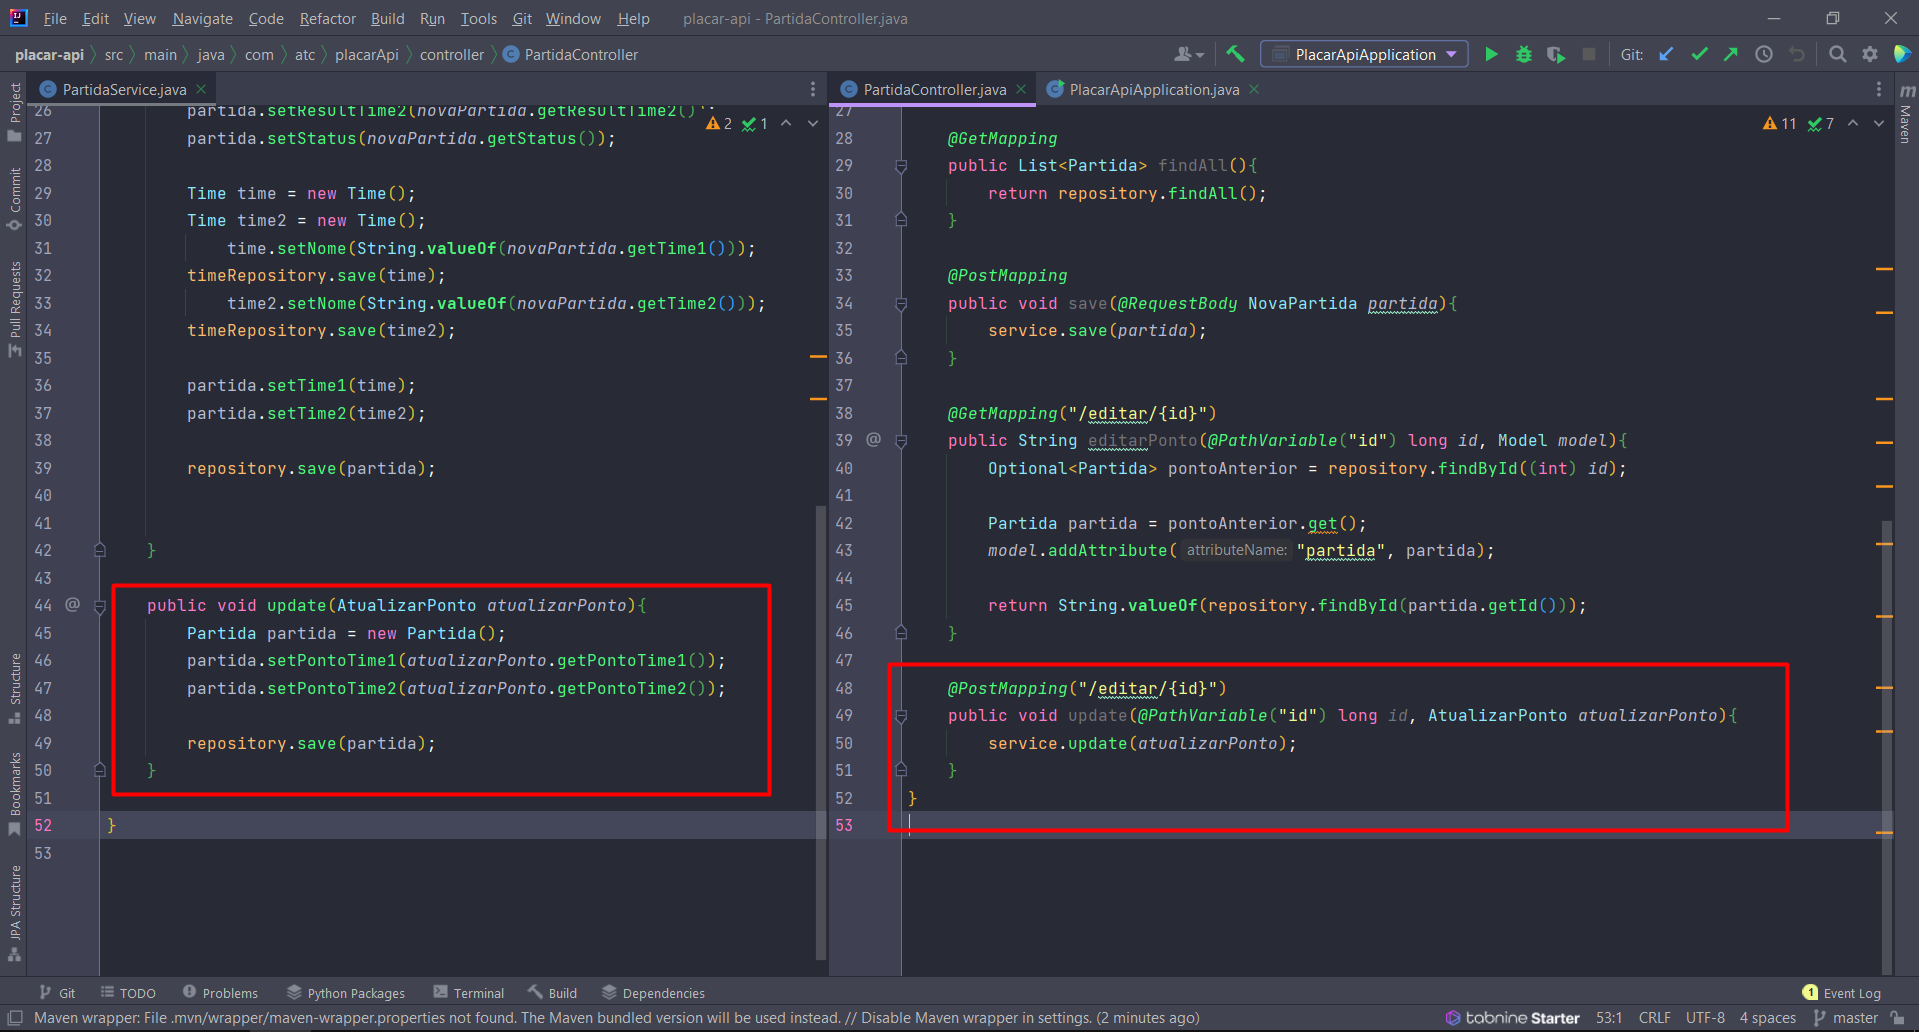 File Edit View Navigate Code Refactor Build Run Tools Git Window Help placar-api - PartidaController.java
placar-api src main java com atc placarApi controller PartidaController PlacarApiApplication Git:
PartidaService.java
PartidaController.java PlacarApiApplication.java
Project
Commit
Pull Requests
Structure
Bookmarks
JPA Structure
2 1
26 partida.setResultTime2(novaPartida.getResultTime2());
27 partida.setStatus(novaPartida.getStatus());
28
29 Time time = new Time();
30 Time time2 = new Time();
31 time.setNome(String.valueOf(novaPartida.getTime1()));
32 timeRepository.save(time);
33 time2.setNome(String.valueOf(novaPartida.getTime2()));
34 timeRepository.save(time2);
35
36 partida.setTime1(time);
37 partida.setTime2(time2);
38
39 repository.save(partida);
40
41
42 }
43
44 @ public void update(AtualizarPonto atualizarPonto){
45 Partida partida = new Partida();
46 partida.setPontoTime1(atualizarPonto.getPontoTime1());
47 partida.setPontoTime2(atualizarPonto.getPontoTime2());
48
49 repository.save(partida);
50 }
51
52 }
53
11 7
27
28 @GetMapping
29 public List<Partida> findAll(){
30 return repository.findAll();
31 }
32
33 @PostMapping
34 public void save(@RequestBody NovaPartida partida){
35 service.save(partida);
36 }
37
38 @GetMapping("/editar/{id}")
39 @ public String editarPonto(@PathVariable("id") long id, Model model){
40 Optional<Partida> pontoAnterior = repository.findById((int) id);
41
42 Partida partida = pontoAnterior.get();
43 model.addAttribute( attributeName: "partida", partida);
44
45 return String.valueOf(repository.findById(partida.getId()));
46 }
47
48 @PostMapping("/editar/{id}")
49 public void update(@PathVariable("id") long id, AtualizarPonto atualizarPonto){
50 service.update(atualizarPonto);
51 }
52 }
53
m Maven
Git TODO Problems Python Packages Terminal Build Dependencies 1 Event Log
Maven wrapper: File .mvn/wrapper/maven-wrapper.properties not found. The Maven bundled version will be used instead. // Disable Maven wrapper in settings. (2 minutes ago) tabnine Starter 53:1 CRLF UTF-8 4 spaces master